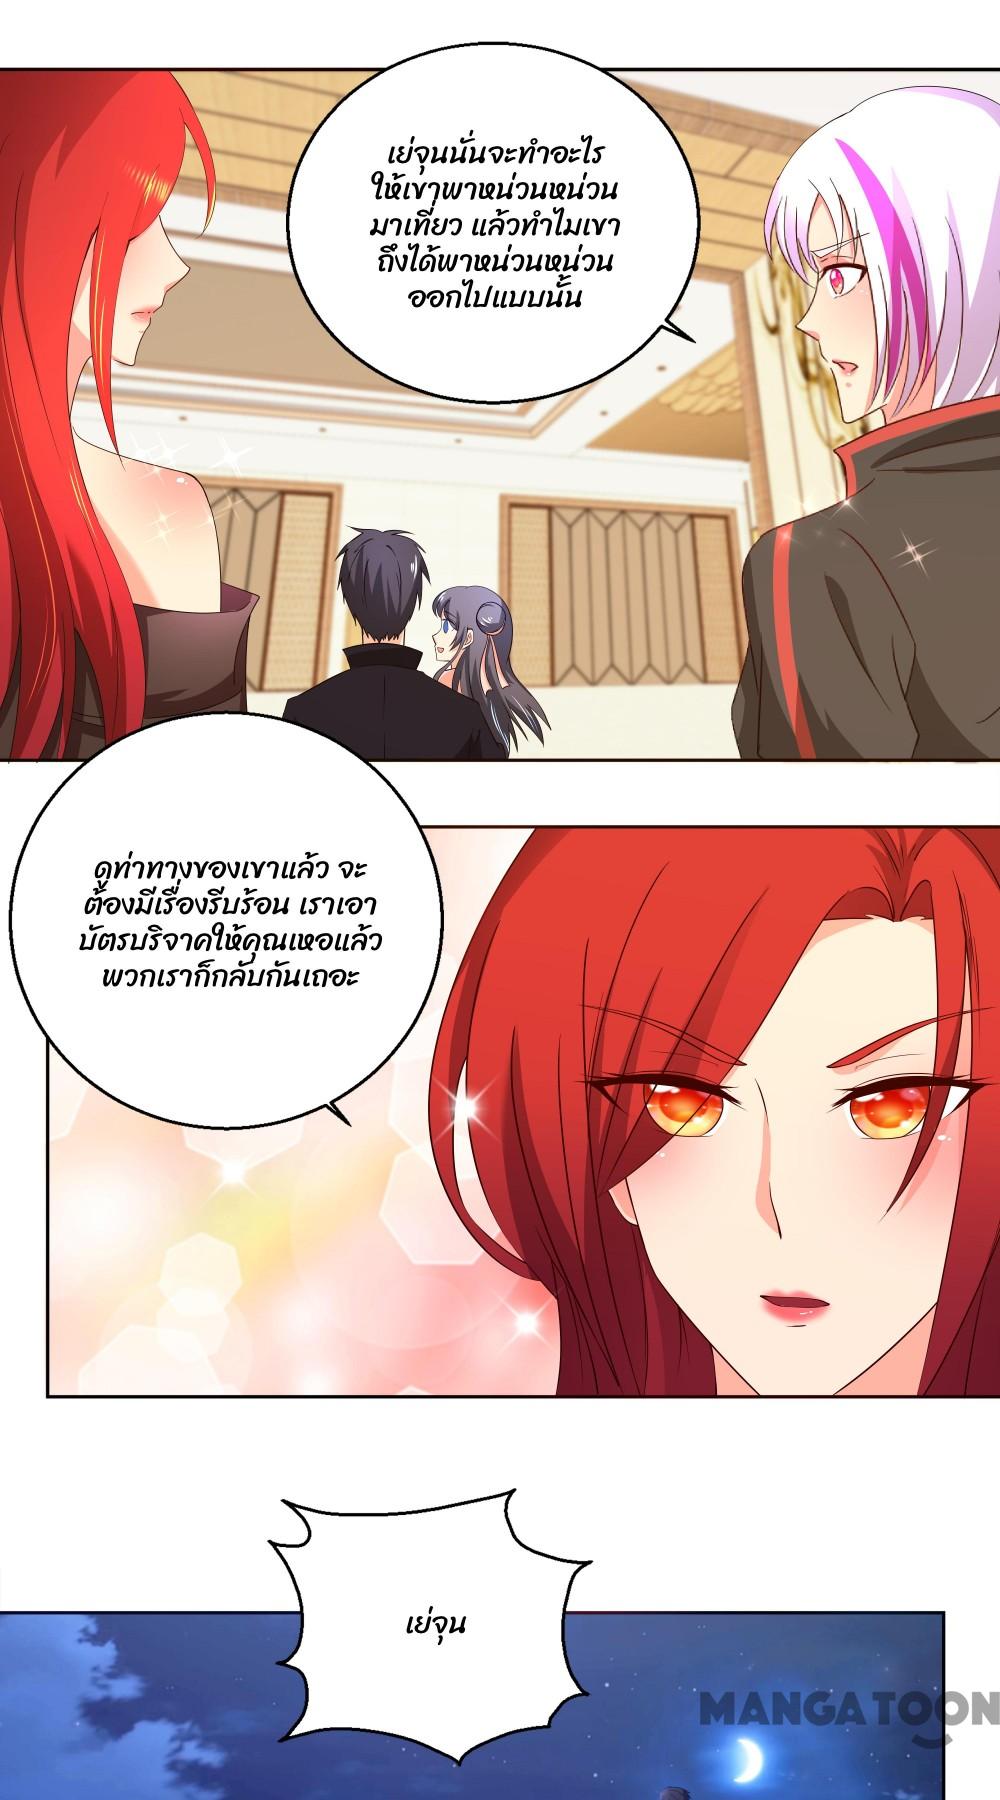 เย่จุนนั่นจะทำอะไร
ให้เขาพาหน่วนหน่วน
มาเที่ยว แล้วทำไมเขา
ถึงได้พาหน่วนหน่วน
ออกไปแบบนั้น
ดูท่าทางของเขาแล้ว จะ
ต้องมีเรื่องรีบร้อน เราเอา
บัตรบริจาคให้คุณเหอแล้ว
พวกเราก็กลับกันเถอะ
เย่จุน
MANGATOON